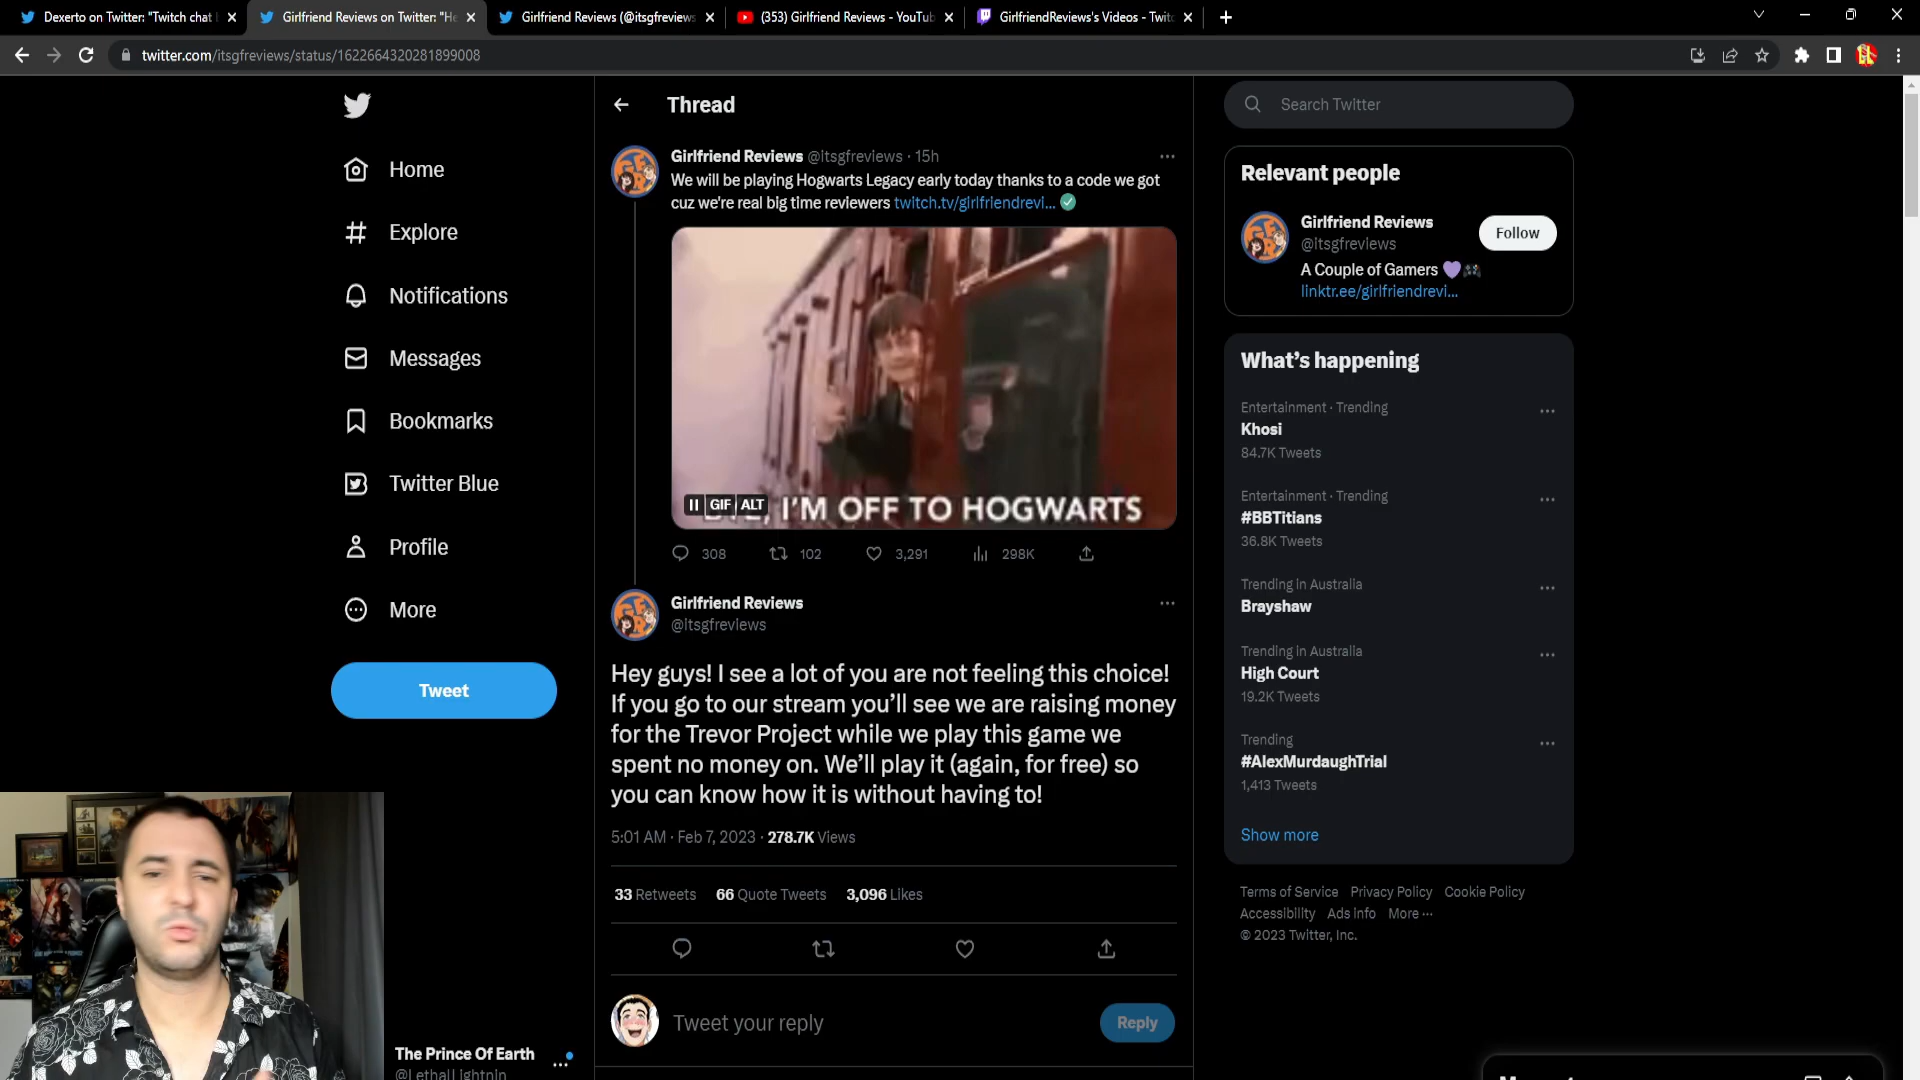 Dexerto on Twitter: "Twitch chat
Girlfriend Reviews on Twitter: "He
Girlfriend Reviews (@itsgfreviews
(353) Girlfriend Reviews - YouTub
GirlfriendReviews's Videos - Twitc
twitter.com/itsgfreviews/status/1622664320281899008
Home
Explore
Notifications
Messages
Bookmarks
Twitter Blue
Profile
More
Tweet
The Prince Of Earth
@LethalLightnin
Thread
Girlfriend Reviews @itsgfreviews · 15h
We will be playing Hogwarts Legacy early today thanks to a code we got
cuz we're real big time reviewers twitch.tv/girlfriendrevi...
GIF ALT
I'M OFF TO HOGWARTS
308 102 3,291 298K
Girlfriend Reviews
@itsgfreviews
Hey guys! I see a lot of you are not feeling this choice!
If you go to our stream you'll see we are raising money
for the Trevor Project while we play this game we
spent no money on. We'll play it (again, for free) so
you can know how it is without having to!
5:01 AM · Feb 7, 2023 · 278.7K Views
33 Retweets 66 Quote Tweets 3,096 Likes
Tweet your reply
Reply
Search Twitter
Relevant people
Girlfriend Reviews
@itsgfreviews
Follow
A Couple of Gamers
linktr.ee/girlfriendrevi...
What's happening
Entertainment · Trending
Khosi
84.7K Tweets
Entertainment · Trending
#BBTitians
36.8K Tweets
Trending in Australia
Brayshaw
Trending in Australia
High Court
19.2K Tweets
Trending
#AlexMurdaughTrial
1,413 Tweets
Show more
Terms of Service Privacy Policy Cookie Policy
Accessibility Ads info More ···
© 2023 Twitter, Inc.